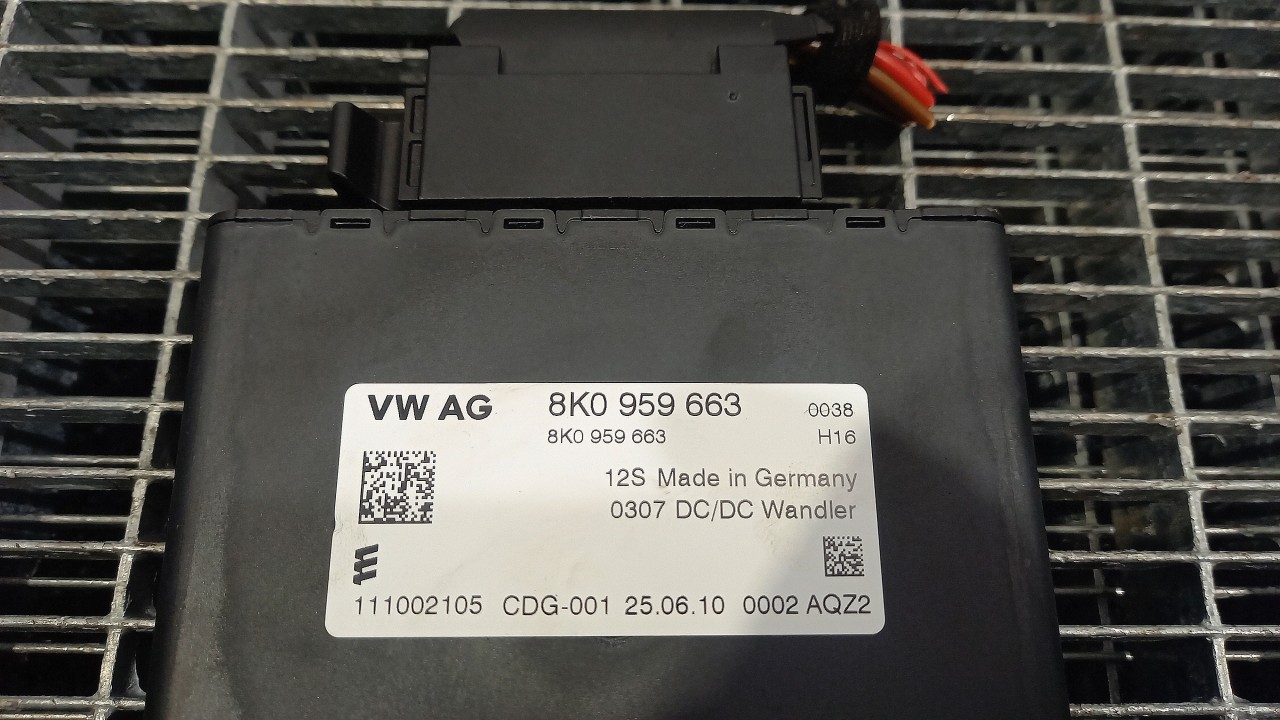 VW AG 8K0 959 663 0038
8K0 959 663 H16
12S Made in Germany
0307 DC/DC Wandler
111002105 CDG-001 25.06.10 0002 AQZ2